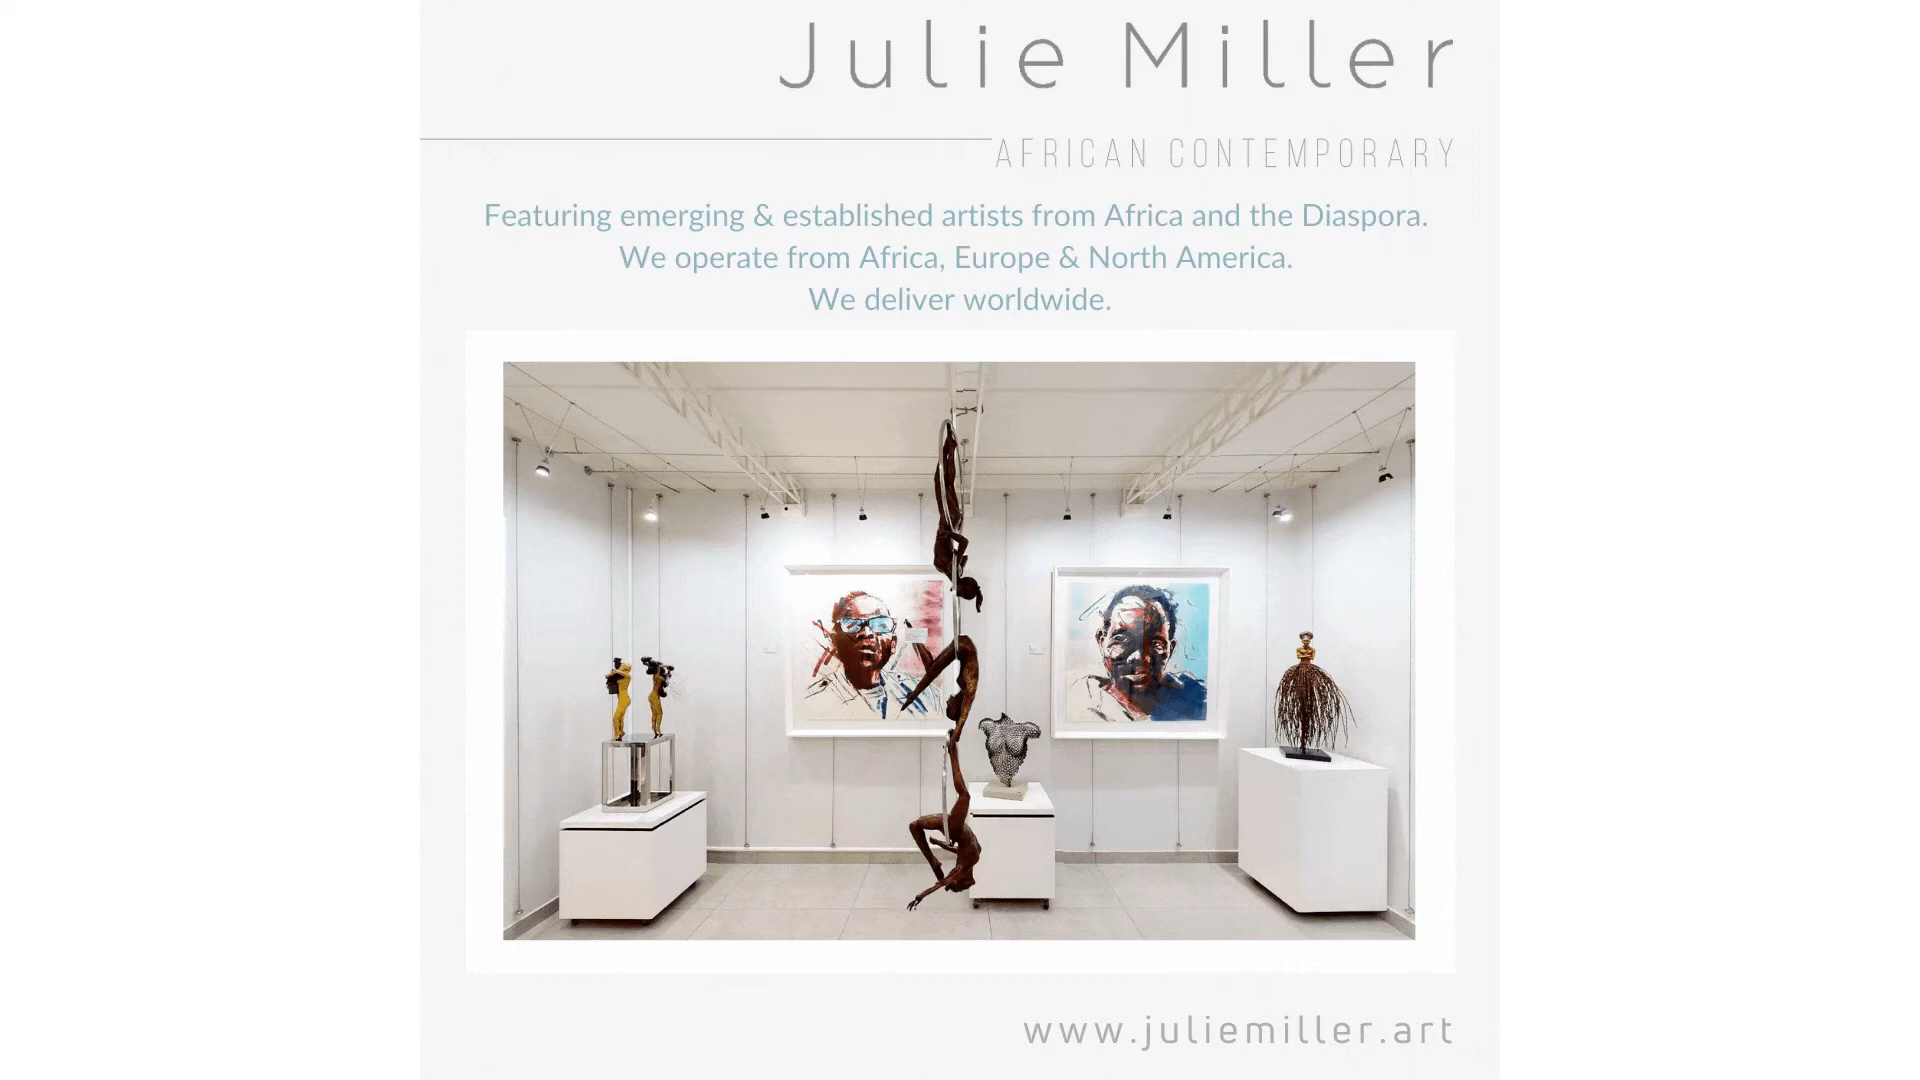 Julie Miller
AFRICAN CONTEMPORARY
Featuring emerging & established artists from Africa and the Diaspora.
We operate from Africa, Europe & North America.
We deliver worldwide.
www.juliemiller.art